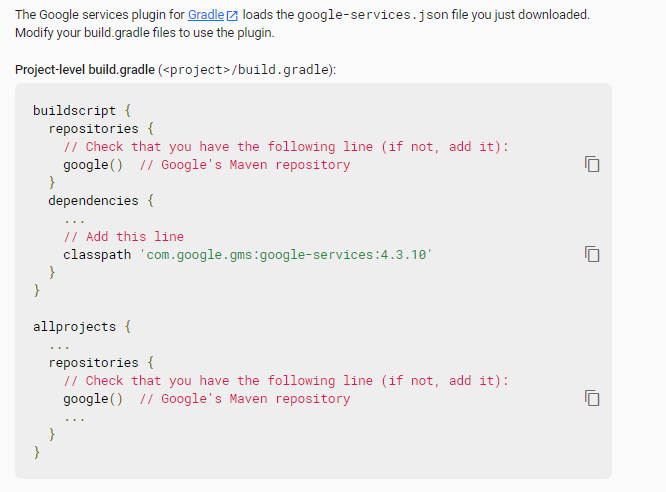 The Google services plugin for Gradle loads the google-services.json file you just downloaded.
Modify your build.gradle files to use the plugin.
Project-level build.gradle (<project>/build.gradle):
buildscript {
  repositories {
    // Check that you have the following line (if not, add it):
    google()  // Google's Maven repository
  }
  dependencies {
    ...
    // Add this line
    classpath 'com.google.gms:google-services:4.3.10'
  }
}
allprojects {
  ...
  repositories {
    // Check that you have the following line (if not, add it):
    google()  // Google's Maven repository
    ...
  }
}